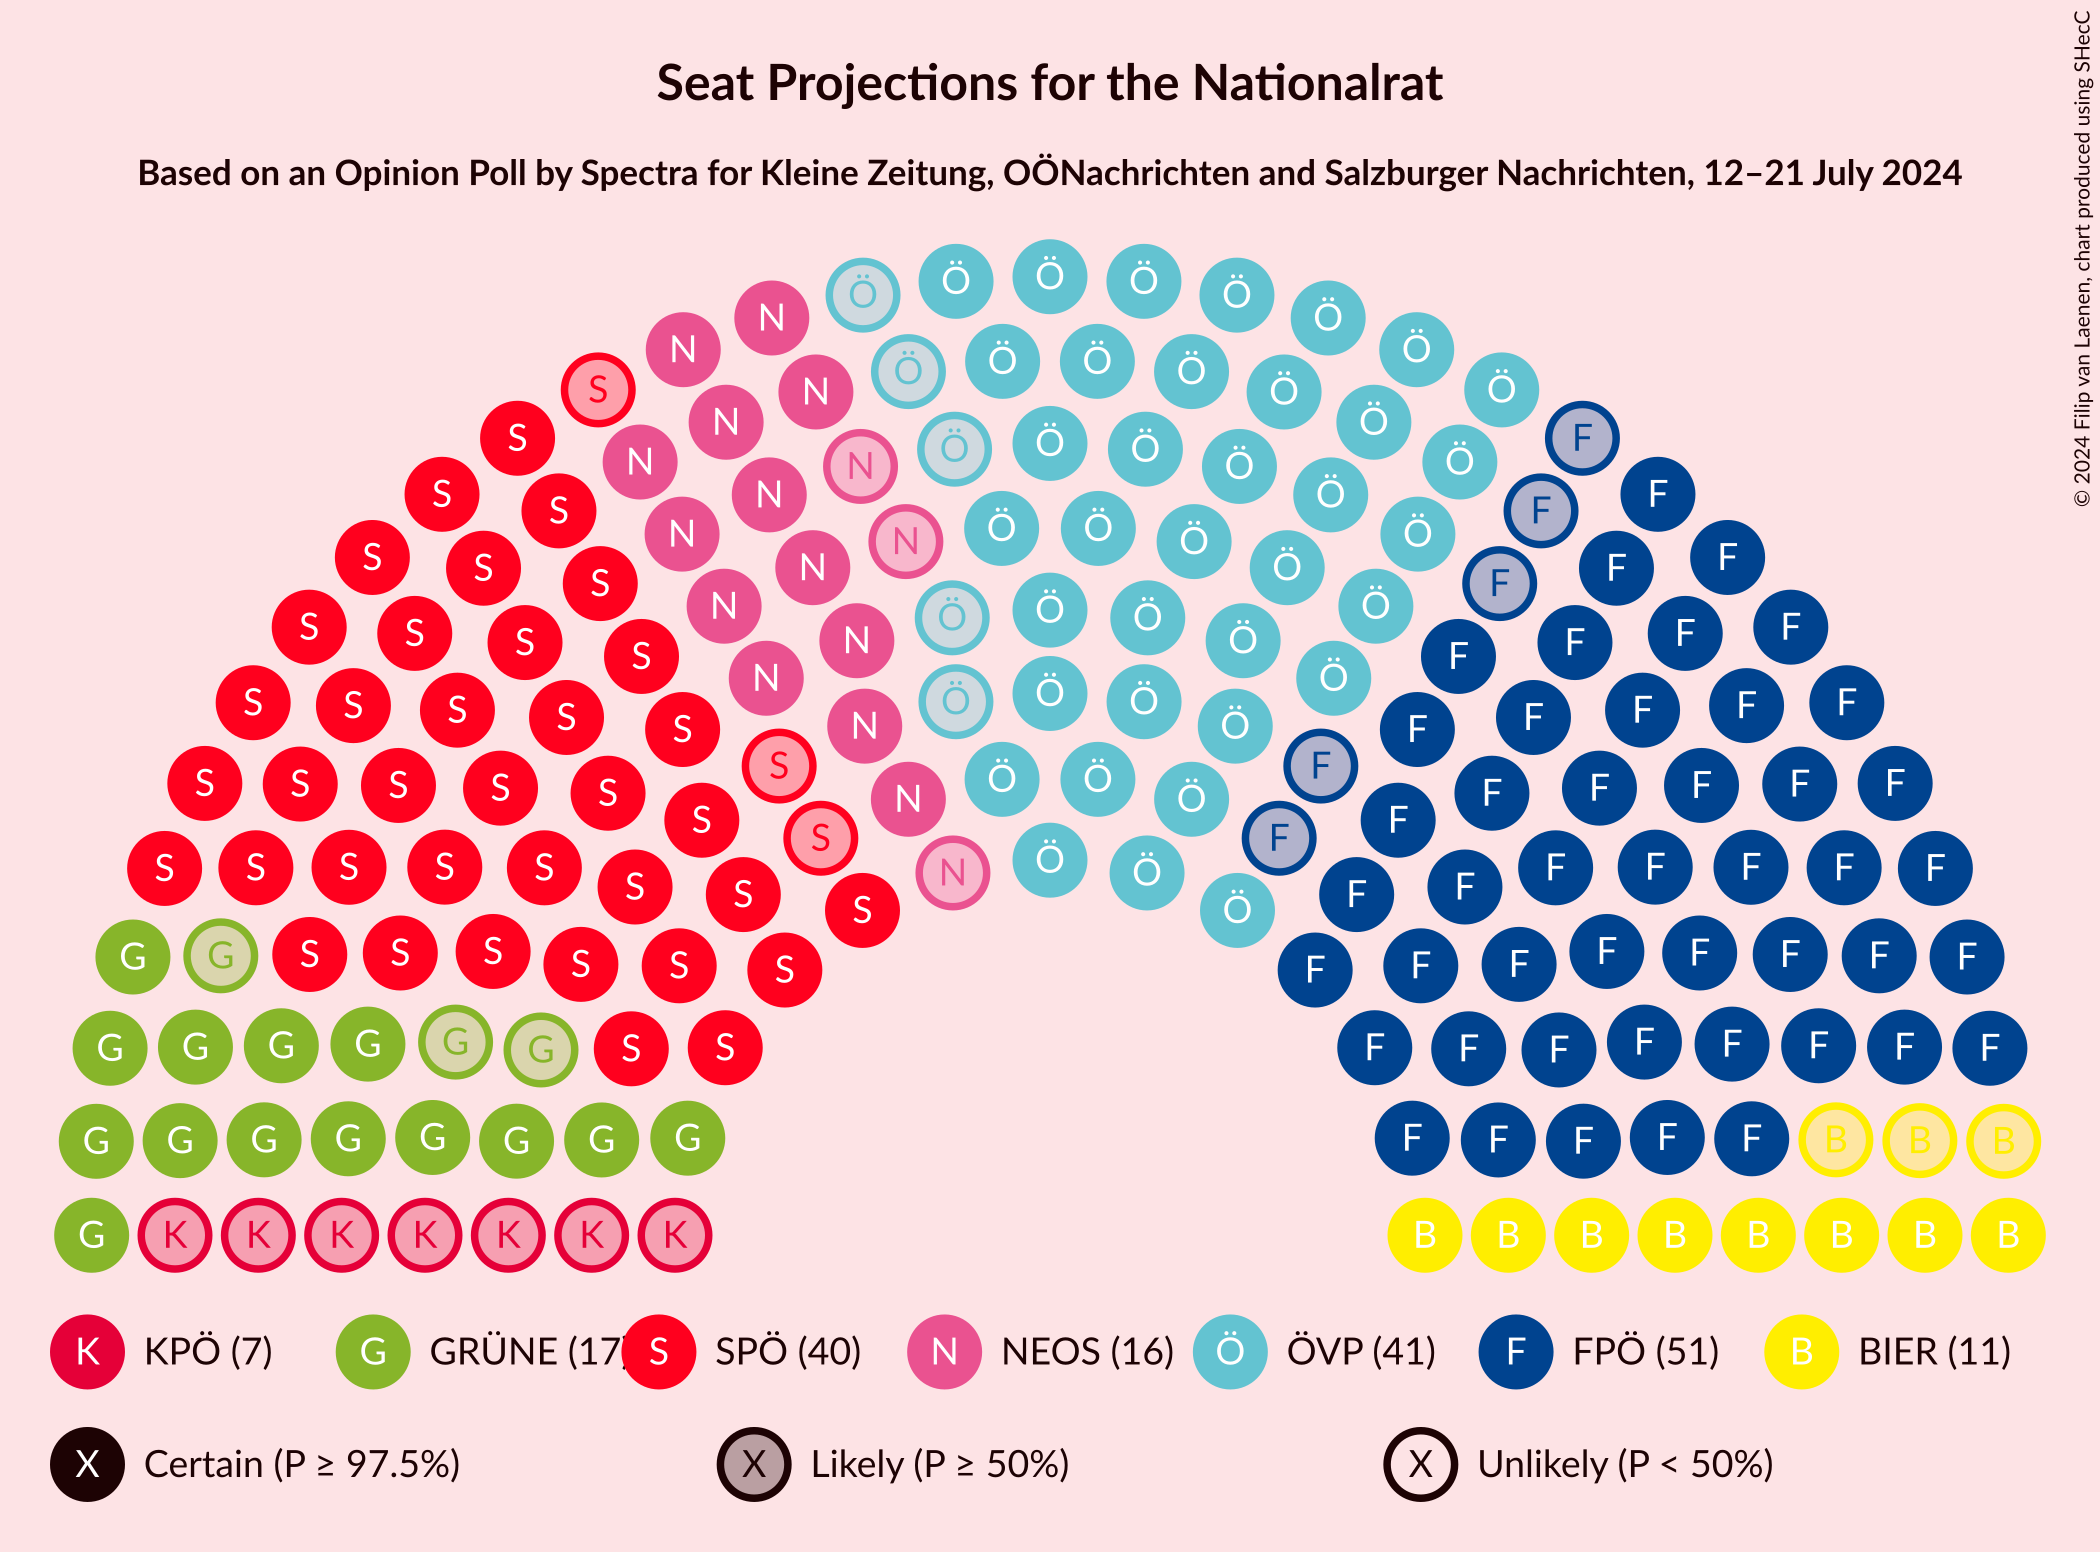 Seat Projections for the Nationalrat
Based on an Opinion Poll by Spectra for Kleine Zeitung, OÖNachrichten and Salzburger Nachrichten, 12–21 July 2024
© 2024 Filip van Laenen, chart produced using SHecC
K KPÖ (7) G GRÜNE (17) S SPÖ (40) N NEOS (16) Ö ÖVP (41) F FPÖ (51) B BIER (11)
X Certain (P ≥ 97.5%) X Likely (P ≥ 50%) X Unlikely (P < 50%)